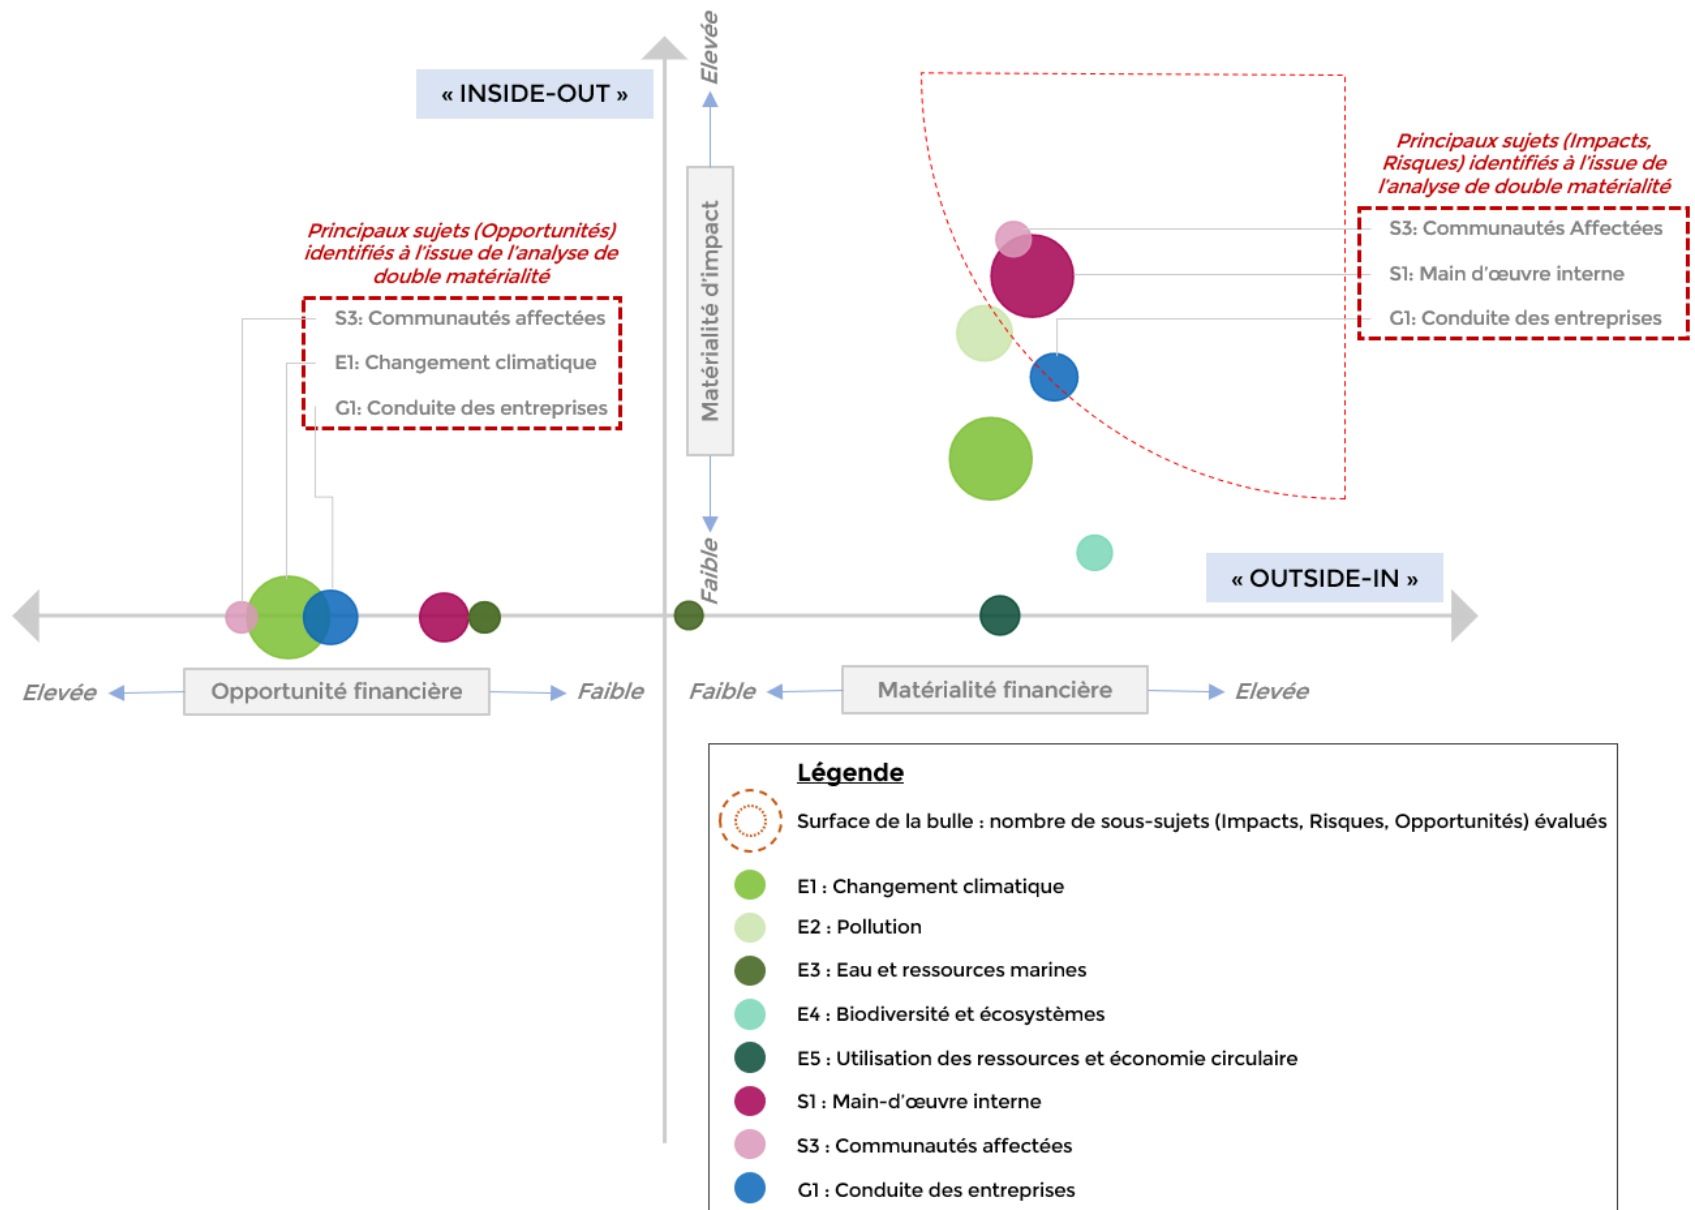 Elevée
« INSIDE-OUT »
Matérialité d'impact
Faible
Principaux sujets (Opportunités)
identifiés à l'issue de l'analyse de
double matérialité
S3: Communautés affectées
E1: Changement climatique
G1: Conduite des entreprises
Principaux sujets (Impacts,
Risques) identifiés à l'issue de
l'analyse de double matérialité
S3: Communautés Affectées
S1: Main d'œuvre interne
G1: Conduite des entreprises
« OUTSIDE-IN »
Elevée
Opportunité financière
Faible
Faible
Matérialité financière
Elevée
Légende
Surface de la bulle : nombre de sous-sujets (Impacts, Risques, Opportunités) évalués
E1 : Changement climatique
E2 : Pollution
E3 : Eau et ressources marines
E4 : Biodiversité et écosystèmes
E5 : Utilisation des ressources et économie circulaire
S1 : Main-d'œuvre interne
S3 : Communautés affectées
G1 : Conduite des entreprises